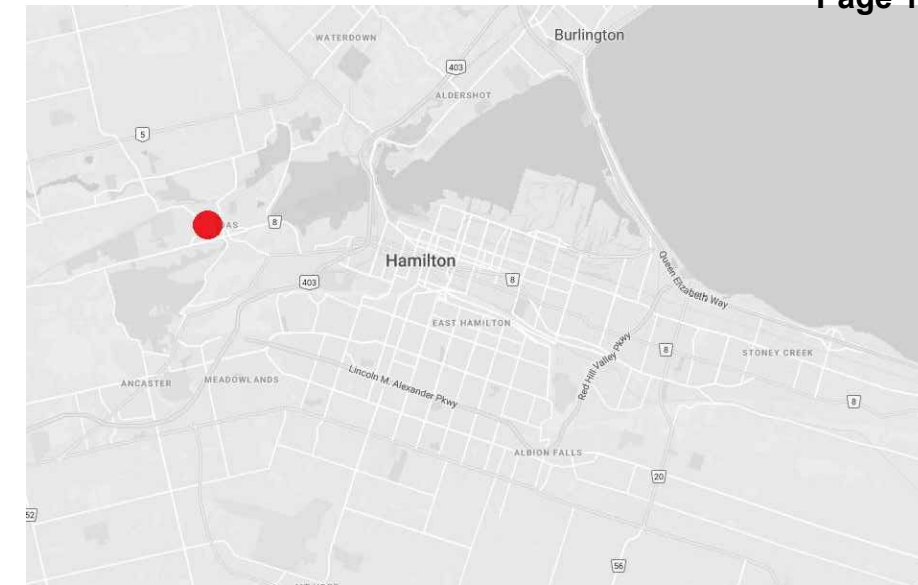 Page 1
Burlington
WATERDOWN
403
ALDERSHOT
5
AS
8
Hamilton
403
8
Queen Elizabeth Way
EAST HAMILTON
Red Hill Valley Pkwy
8
STONEY CREEK
ANCASTER
MEADOWLANDS
Lincoln M. Alexander Pkwy
8
ALBION FALLS
20
52
56